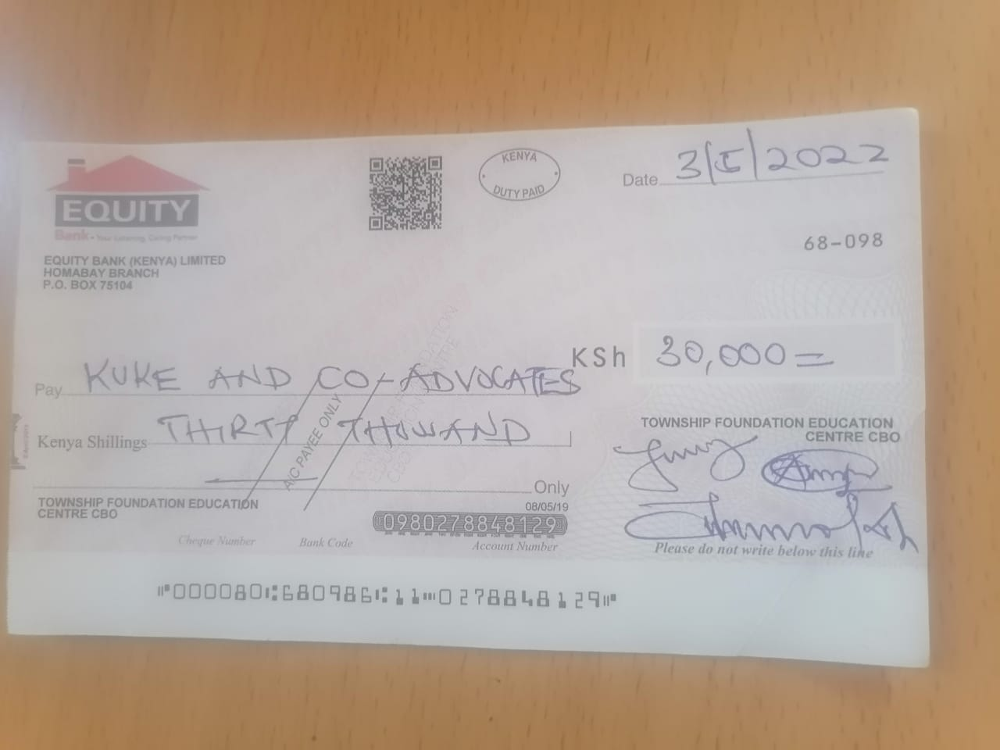 KENYA
DUTY PAID
Date 3/5/2022
EQUITY
Bank - Your Listening, Caring Partner
68-098
EQUITY BANK (KENYA) LIMITED
HOMABAY BRANCH
P.O. BOX 75104
KSh 30,000=
Pay KUKE AND CO-ADVOCATES
Kenya Shillings THIRTY THOUSAND
A/C PAYEE ONLY
Only
TOWNSHIP FOUNDATION EDUCATION
CENTRE CBO
TOWNSHIP FOUNDATION EDUCATION
CENTRE CBO
08/05/19
0980278848129
Cheque Number Bank Code Account Number
Please do not write below this line
⑈000080⑆680986⑆11⑉0278848129⑈